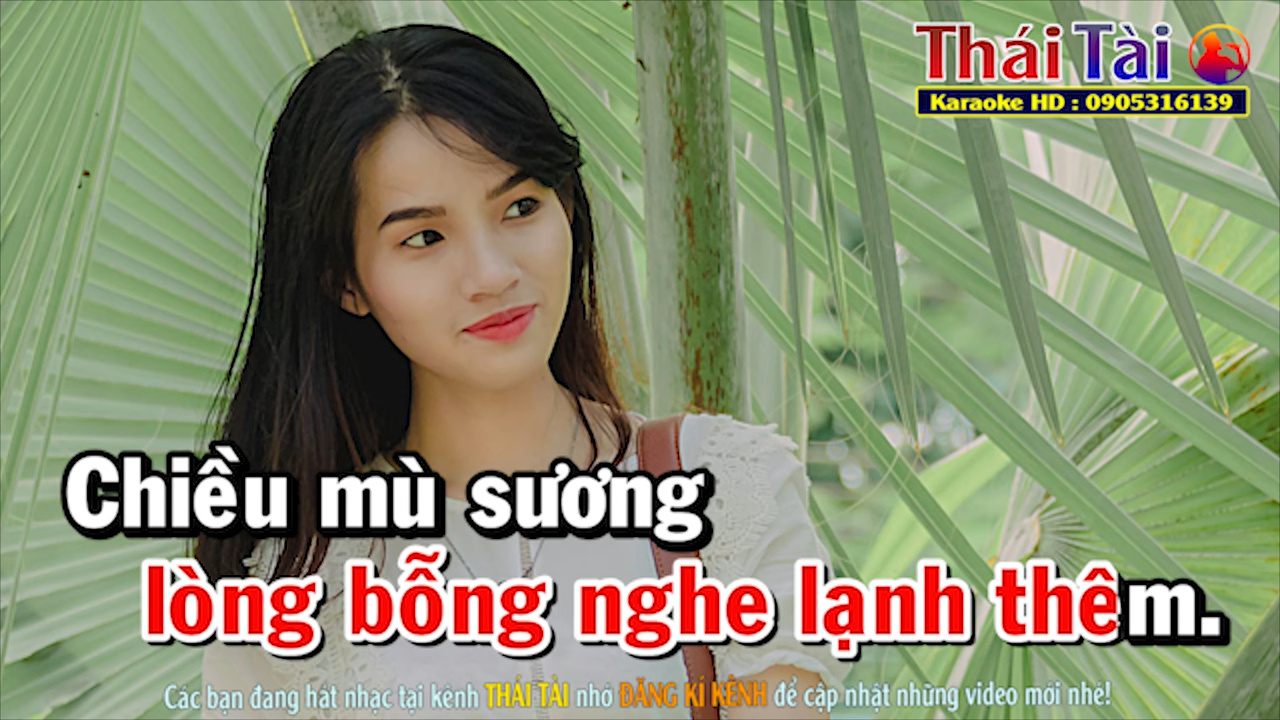 Thái Tài
Karaoke HD : 0905316139
Chiều mù sương
lòng bỗng nghe lạnh thêm.
Các bạn đang hát nhạc tại kênh THÁI TÀI nhớ ĐĂNG KÍ KÊNH để cập nhật những video mới nhé!